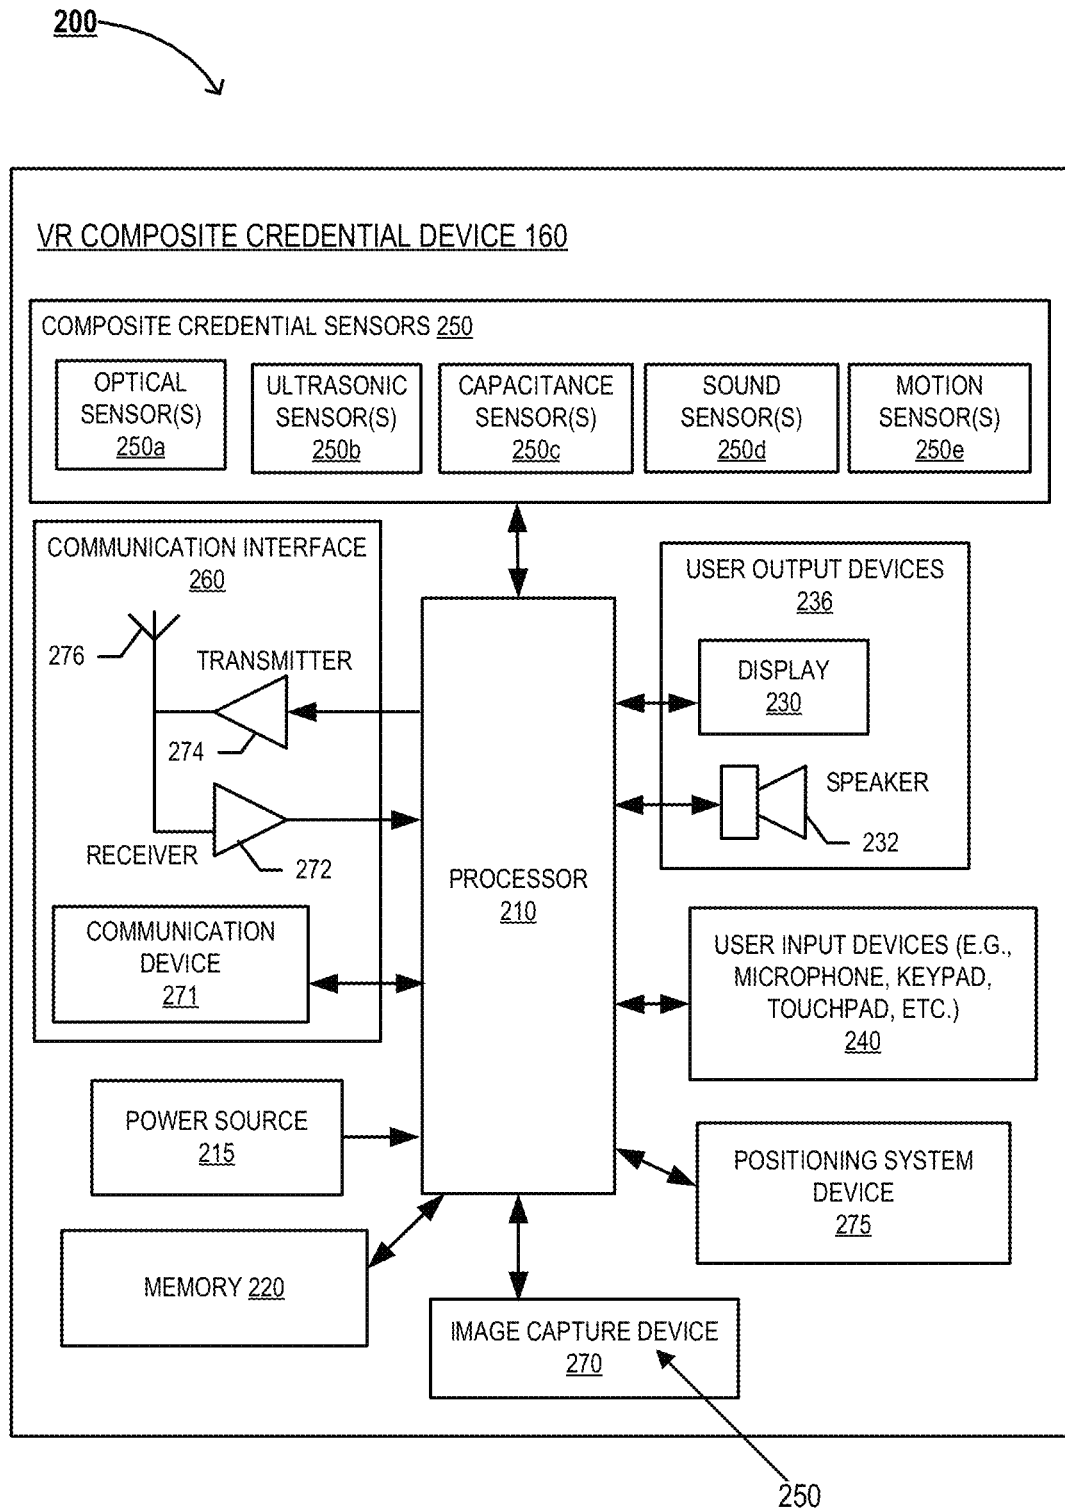 200
VR COMPOSITE CREDENTIAL DEVICE 160
COMPOSITE CREDENTIAL SENSORS 250
OPTICAL
SENSOR(S)
250a
ULTRASONIC
SENSOR(S)
250b
CAPACITANCE
SENSOR(S)
250c
SOUND
SENSOR(S)
250d
MOTION
SENSOR(S)
250e
COMMUNICATION INTERFACE
260
276
TRANSMITTER
274
RECEIVER
272
COMMUNICATION
DEVICE
271
PROCESSOR
210
USER OUTPUT DEVICES
236
DISPLAY
230
SPEAKER
232
USER INPUT DEVICES (E.G.,
MICROPHONE, KEYPAD,
TOUCHPAD, ETC.)
240
POWER SOURCE
215
POSITIONING SYSTEM
DEVICE
275
MEMORY 220
IMAGE CAPTURE DEVICE
270
250